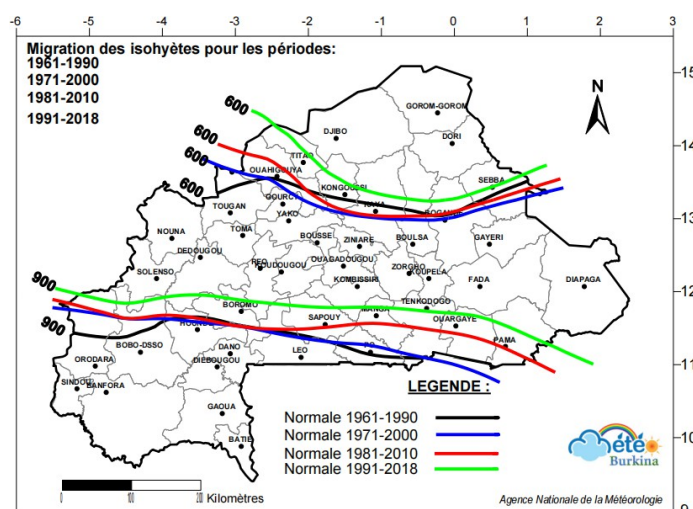 -6 -5 -4 -3 -2 -1 0 1 2 3
Migration des isohyètes pour les périodes:
1961-1990
1971-2000
1981-2010
1991-2018
15
14
13
12
11
10
9
N
600
600
600
600
900
900
GOROM-GOROM
DJIBO
DORI
TITAO
OUAHIGOUYA
SEBBA
KONGOUSSI
GOURCY
KAYA
BOGANDE
TOUGAN
YAKO
NOUNA
TOMA
BOUSSE
ZINIARE
BOULSA
GAYERI
DEDOUGOU
REO
KOUDOUGOU
OUAGADOUGOU
ZORGHO
KOUPELA
SOLENSO
KOMBISSIRI
FADA
DIAPAGA
TENKODOGO
BOROMO
MANGA
SAPOUY
OUARGAYE
HOUNDE
PAMA
BOBO-DSSO
DANO
LEO
PO
ORODARA
DIEBOUGOU
SINDOU
BANFORA
GAOUA
BATIE
LEGENDE :
Normale 1961-1990
Normale 1971-2000
Normale 1981-2010
Normale 1991-2018
0 100 200 Kilomètres
Météo
Burkina
Agence Nationale de la Météorologie